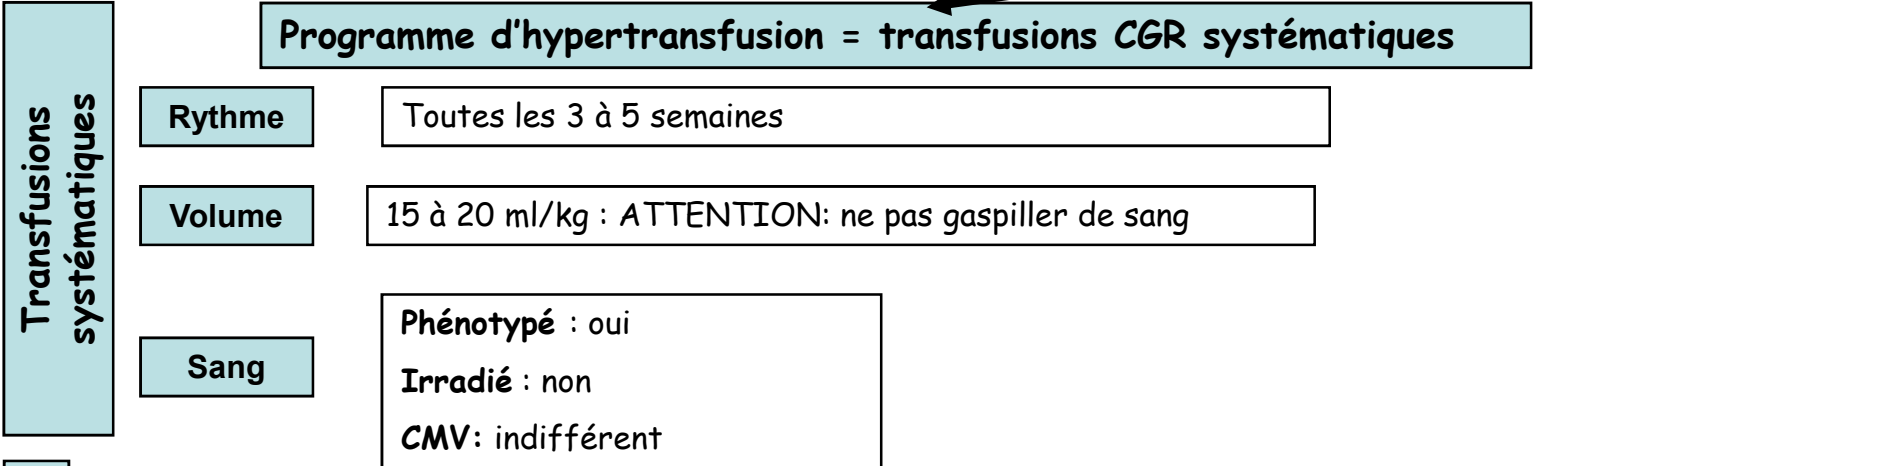 Programme d'hypertransfusion = transfusions CGR systématiques
Transfusions
systématiques
Rythme
Toutes les 3 à 5 semaines
Volume
15 à 20 ml/kg : ATTENTION: ne pas gaspiller de sang
Sang
Phénotypé : oui
Irradié : non
CMV: indifférent